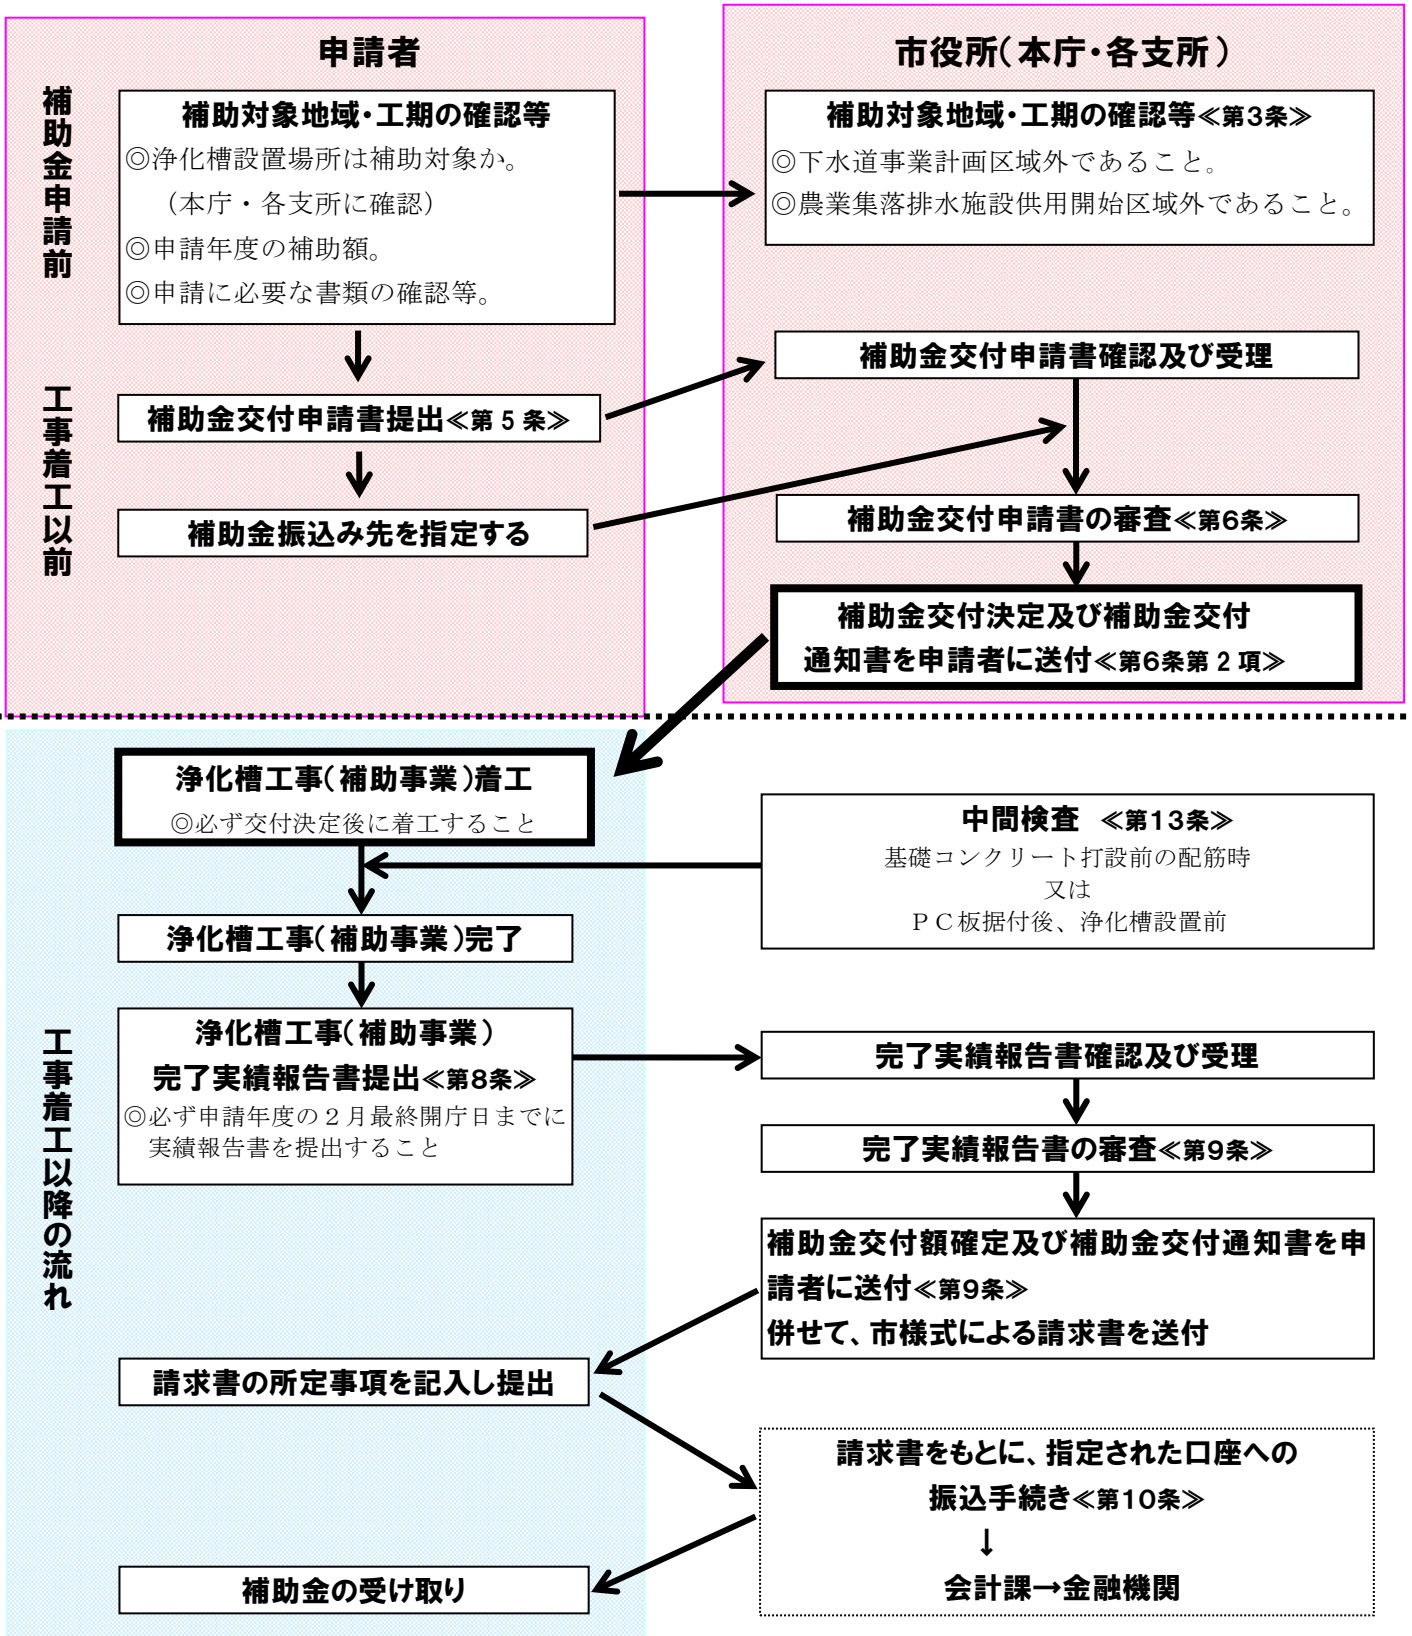 申請者
市役所(本庁・各支所)
補助金申請前
補助対象地域・工期の確認等
◎浄化槽設置場所は補助対象か。
(本庁・各支所に確認)
◎申請年度の補助額。
◎申請に必要な書類の確認等。
補助対象地域・工期の確認等≪第3条≫
◎下水道事業計画区域外であること。
◎農業集落排水施設供用開始区域外であること。
工事着工以前
補助金交付申請書確認及び受理
補助金交付申請書提出≪第5条≫
補助金振込み先を指定する
補助金交付申請書の審査≪第6条≫
補助金交付決定及び補助金交付
通知書を申請者に送付≪第6条第2項≫
工事着工以降の流れ
浄化槽工事(補助事業)着工
◎必ず交付決定後に着工すること
中間検査 ≪第13条≫
基礎コンクリート打設前の配筋時
又は
PC板据付後、浄化槽設置前
浄化槽工事(補助事業)完了
浄化槽工事(補助事業)
完了実績報告書提出≪第8条≫
◎必ず申請年度の2月最終開庁日までに
実績報告書を提出すること
完了実績報告書確認及び受理
完了実績報告書の審査≪第9条≫
補助金交付額確定及び補助金交付通知書を申
請者に送付≪第9条≫
併せて、市様式による請求書を送付
請求書の所定事項を記入し提出
請求書をもとに、指定された口座への
振込手続き≪第10条≫
↓
会計課→金融機関
補助金の受け取り